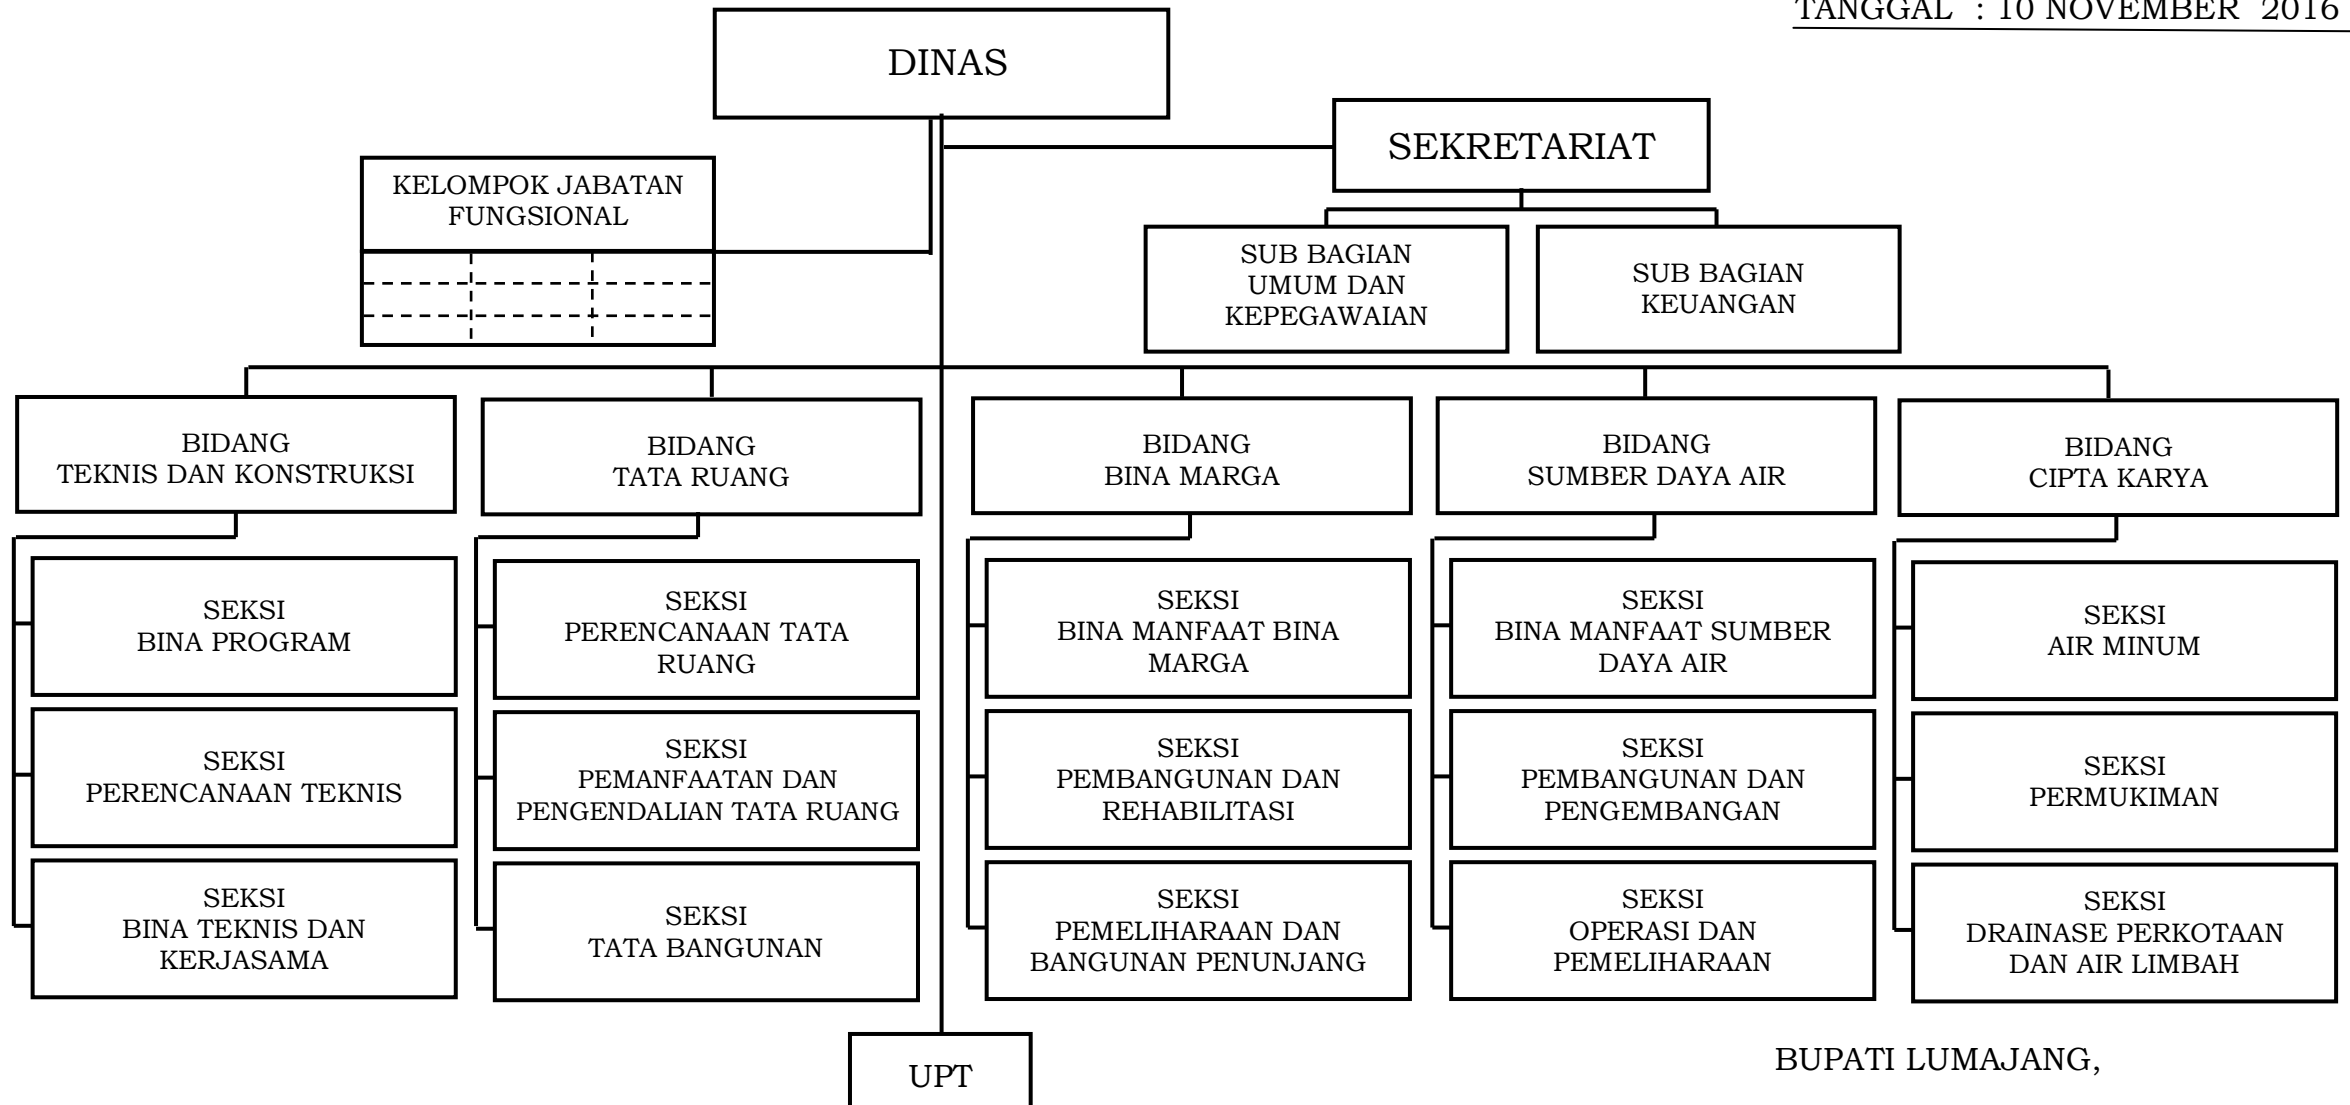 TANGGAL : 10 NOVEMBER 2016
DINAS
SEKRETARIAT
KELOMPOK JABATAN
FUNGSIONAL
SUB BAGIAN
UMUM DAN
KEPEGAWAIAN
SUB BAGIAN
KEUANGAN
BIDANG
TEKNIS DAN KONSTRUKSI
BIDANG
TATA RUANG
BIDANG
BINA MARGA
BIDANG
SUMBER DAYA AIR
BIDANG
CIPTA KARYA
SEKSI
BINA PROGRAM
SEKSI
PERENCANAAN TATA
RUANG
SEKSI
BINA MANFAAT BINA
MARGA
SEKSI
BINA MANFAAT SUMBER
DAYA AIR
SEKSI
AIR MINUM
SEKSI
PERENCANAAN TEKNIS
SEKSI
PEMANFAATAN DAN
PENGENDALIAN TATA RUANG
SEKSI
PEMBANGUNAN DAN
REHABILITASI
SEKSI
PEMBANGUNAN DAN
PENGEMBANGAN
SEKSI
PERMUKIMAN
SEKSI
BINA TEKNIS DAN
KERJASAMA
SEKSI
TATA BANGUNAN
SEKSI
PEMELIHARAAN DAN
BANGUNAN PENUNJANG
SEKSI
OPERASI DAN
PEMELIHARAAN
SEKSI
DRAINASE PERKOTAAN
DAN AIR LIMBAH
UPT
BUPATI LUMAJANG,